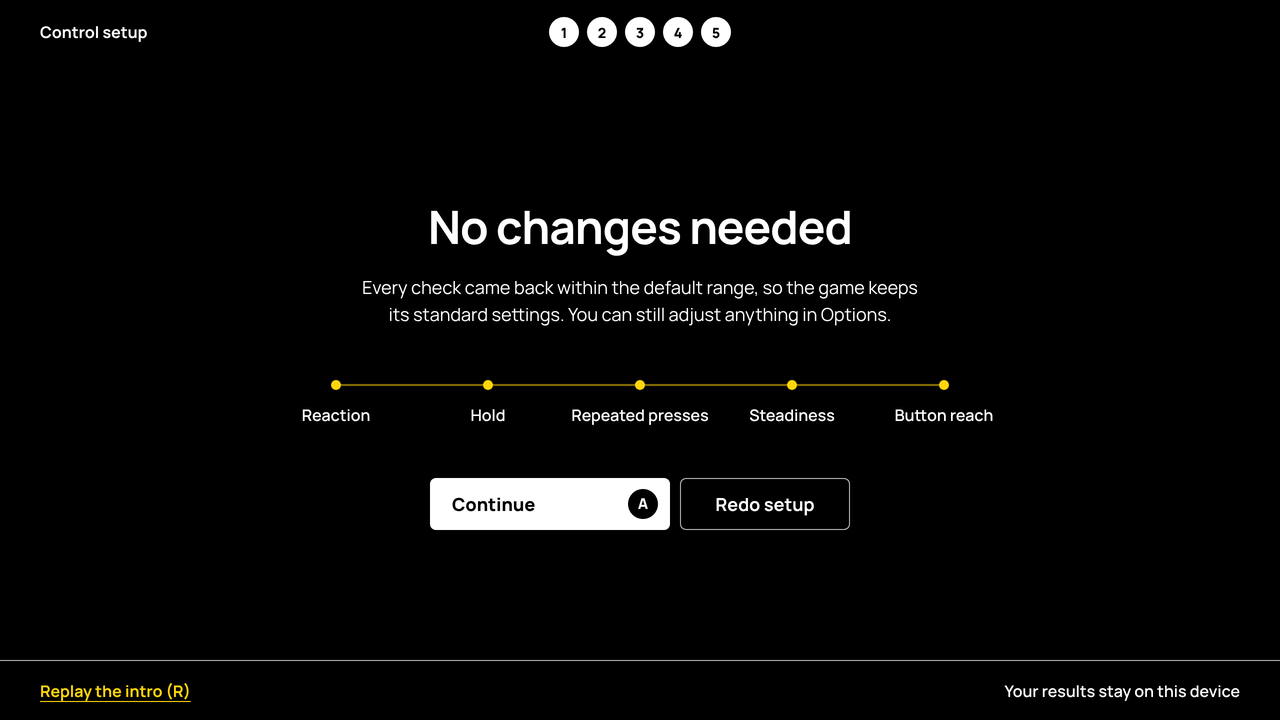 Control setup
1 2 3 4 5
No changes needed
Every check came back within the default range, so the game keeps
its standard settings. You can still adjust anything in Options.
Reaction Hold Repeated presses Steadiness Button reach
Continue A Redo setup
Replay the intro (R) Your results stay on this device